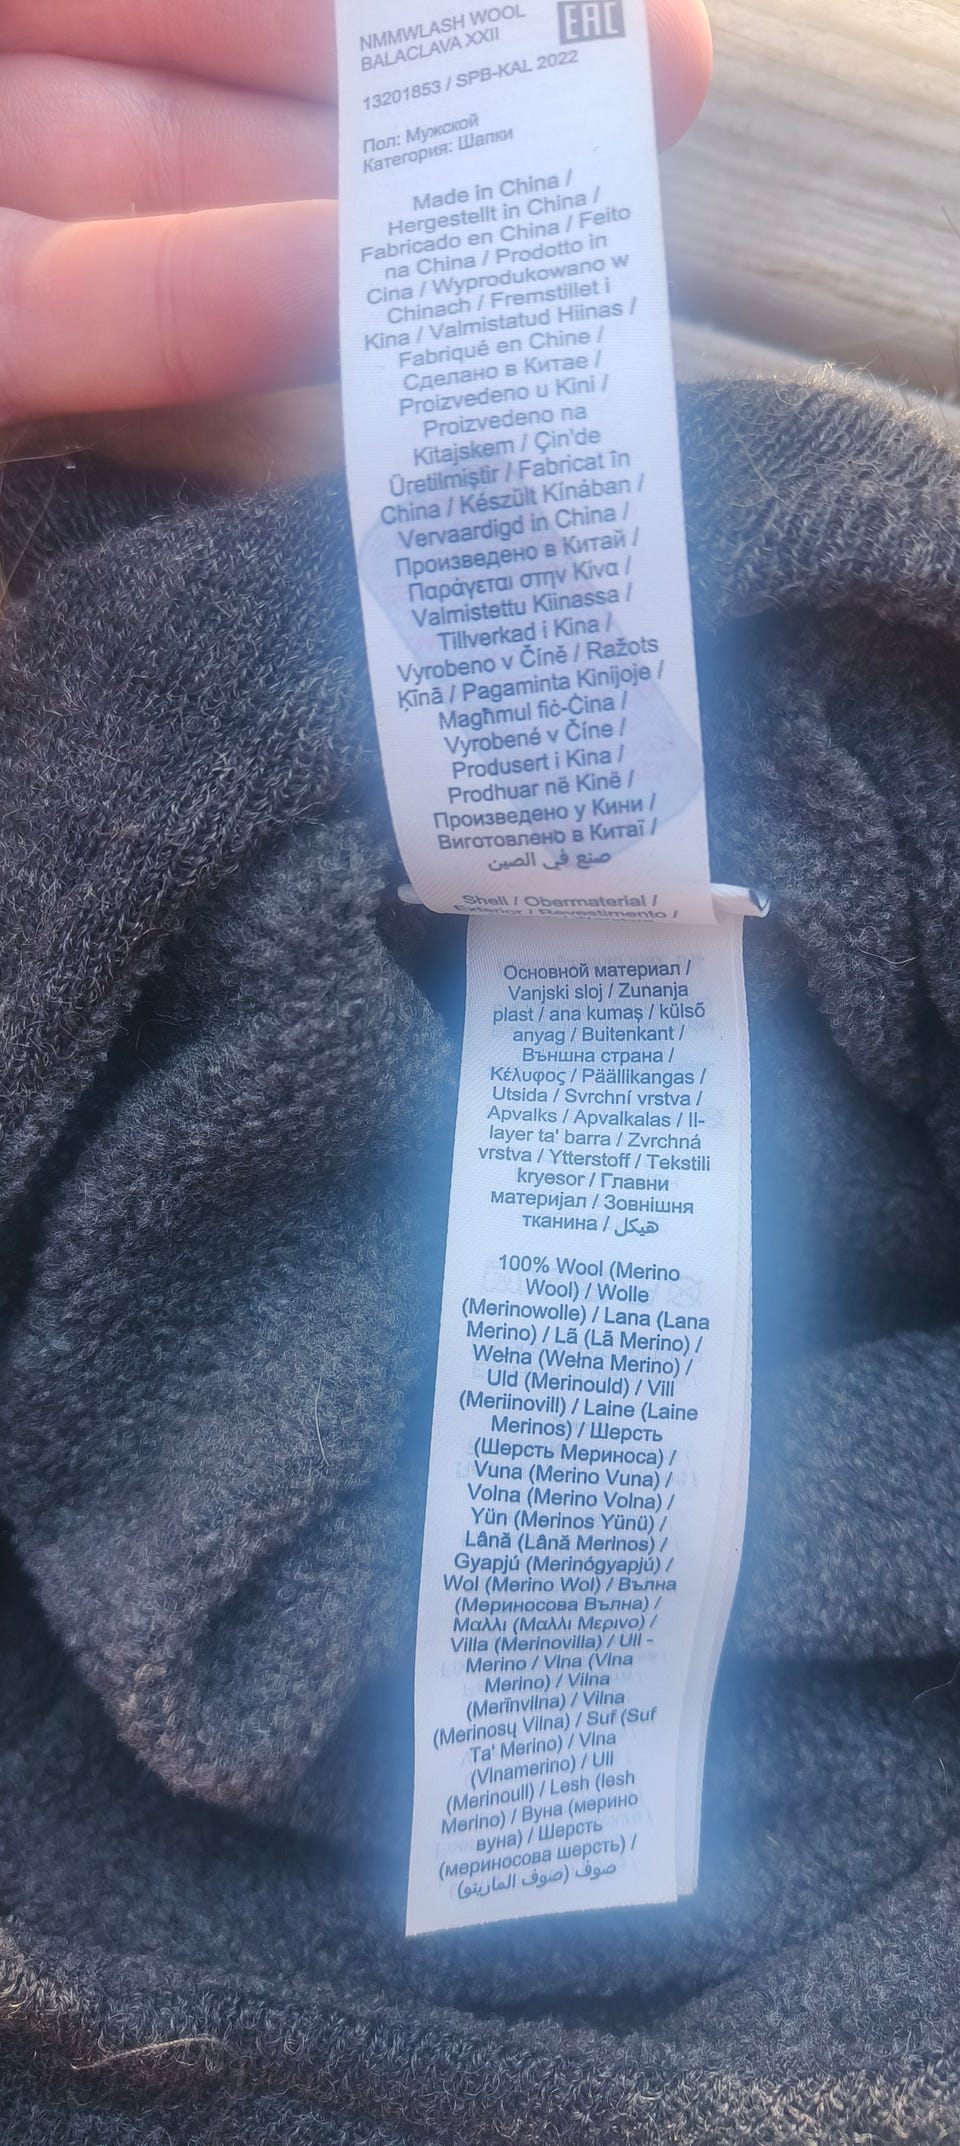 NMMWLASH WOOL
BALACLAVA XXII
EAC
13201853 / SPB-KAL 2022
Пол: Мужской
Категория: Шапки
Made in China /
Hergestellt in China /
Fabricado en China / Feito
na China / Prodotto in
Cina / Wyprodukowano w
Chinach / Fremstillet i
Kina / Valmistatud Hiinas /
Fabriqué en Chine /
Сделано в Китае /
Proizvedeno u Kini /
Proizvedeno na
Kitajskem / Çin'de
Üretilmiştir / Fabricat în
China / Készült Kínában /
Vervaardigd in China /
Произведено в Китай /
Παράγεται στην Κίνα /
Valmistettu Kiinassa /
Tillverkad i Kina /
Vyrobeno v Číně / Ražots
Ķīnā / Pagaminta Kinijoje /
Magħmul fiċ-Ċina /
Vyrobené v Číne /
Produsert i Kina /
Prodhuar në Kinë /
Произведено у Кини /
Виготовлено в Китаї /
صنع في الصين
Shell / Obermaterial /
Exterior / Revestimento /
Основной материал /
Vanjski sloj / Zunanja
plast / ana kumaş / külső
anyag / Buitenkant /
Външна страна /
Κέλυφος / Päällikangas /
Utsida / Svrchní vrstva /
Apvalks / Apvalkalas / Il-
layer ta' barra / Zvrchná
vrstva / Ytterstoff / Tekstili
kryesor / Главни
материјал / Зовнішня
тканина / هيكل
100% Wool (Merino
Wool) / Wolle
(Merinowolle) / Lana (Lana
Merino) / Lã (Lã Merino) /
Wełna (Wełna Merino) /
Uld (Merinould) / Vill
(Meriinovill) / Laine (Laine
Merinos) / Шерсть
(Шерсть Мериноса) /
Vuna (Merino Vuna) /
Volna (Merino Volna) /
Yün (Merinos Yünü) /
Lână (Lână Merinos) /
Gyapjú (Merinógyapjú) /
Wol (Merino Wol) / Вълна
(Мериносова Вълна) /
Μαλλι (Μαλλι Μερινο) /
Villa (Merinovilla) / Ull -
Merino / Vlna (Vlna
Merino) / Vilna
(Merīnvilna) / Vilna
(Merinosų Vilna) / Suf (Suf
Ta' Merino) / Vlna
(Vlnamerino) / Ull
(Merinoull) / Lesh (lesh
Merino) / Вуна (мерино
вуна) / Шерсть
(мериносова шерсть) /
صوف (صوف المارينو)